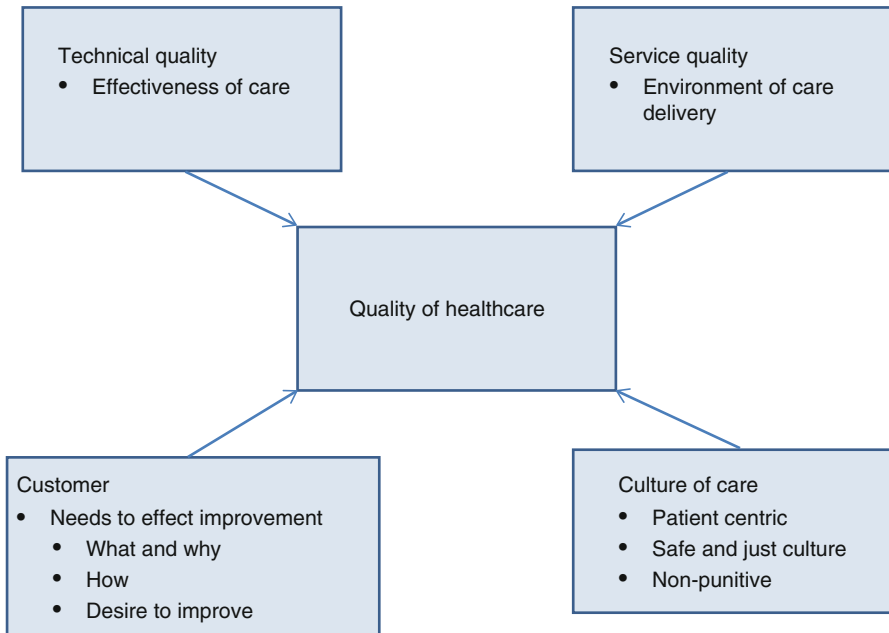 Technical quality
• Effectiveness of care
Service quality
• Environment of care
delivery
Quality of healthcare
Customer
• Needs to effect improvement
• What and why
• How
• Desire to improve
Culture of care
• Patient centric
• Safe and just culture
• Non-punitive